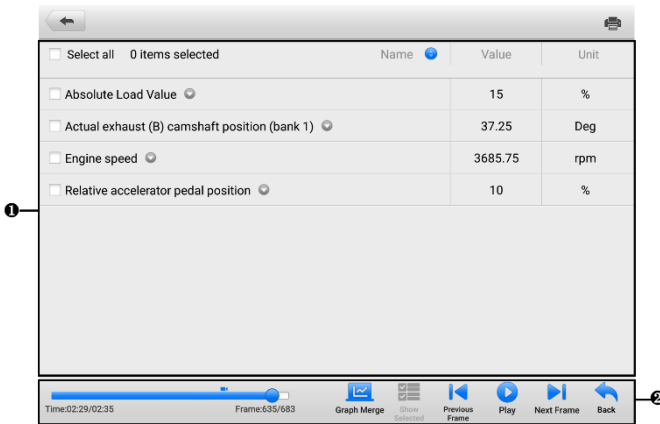 Select all 0 items selected Name Value Unit
Absolute Load Value 15 %
Actual exhaust (B) camshaft position (bank 1) 37.25 Deg
Engine speed 3685.75 rpm
Relative accelerator pedal position 10 %
❶
❷
Time:02:29/02:35 Frame:635/683 Graph Merge Show Selected Previous Frame Play Next Frame Back